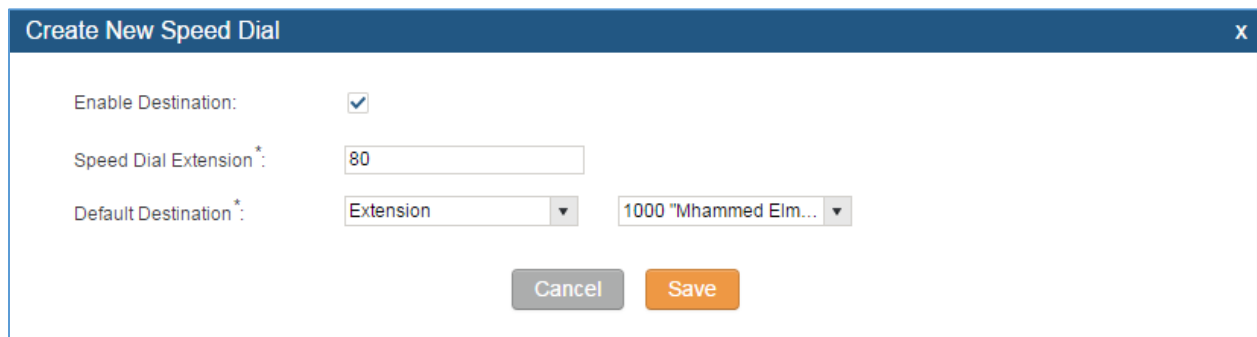 Create New Speed Dial X
Enable Destination:
Speed Dial Extension*: 80
Default Destination*: Extension 1000 "Mhammed Elm...
Cancel Save